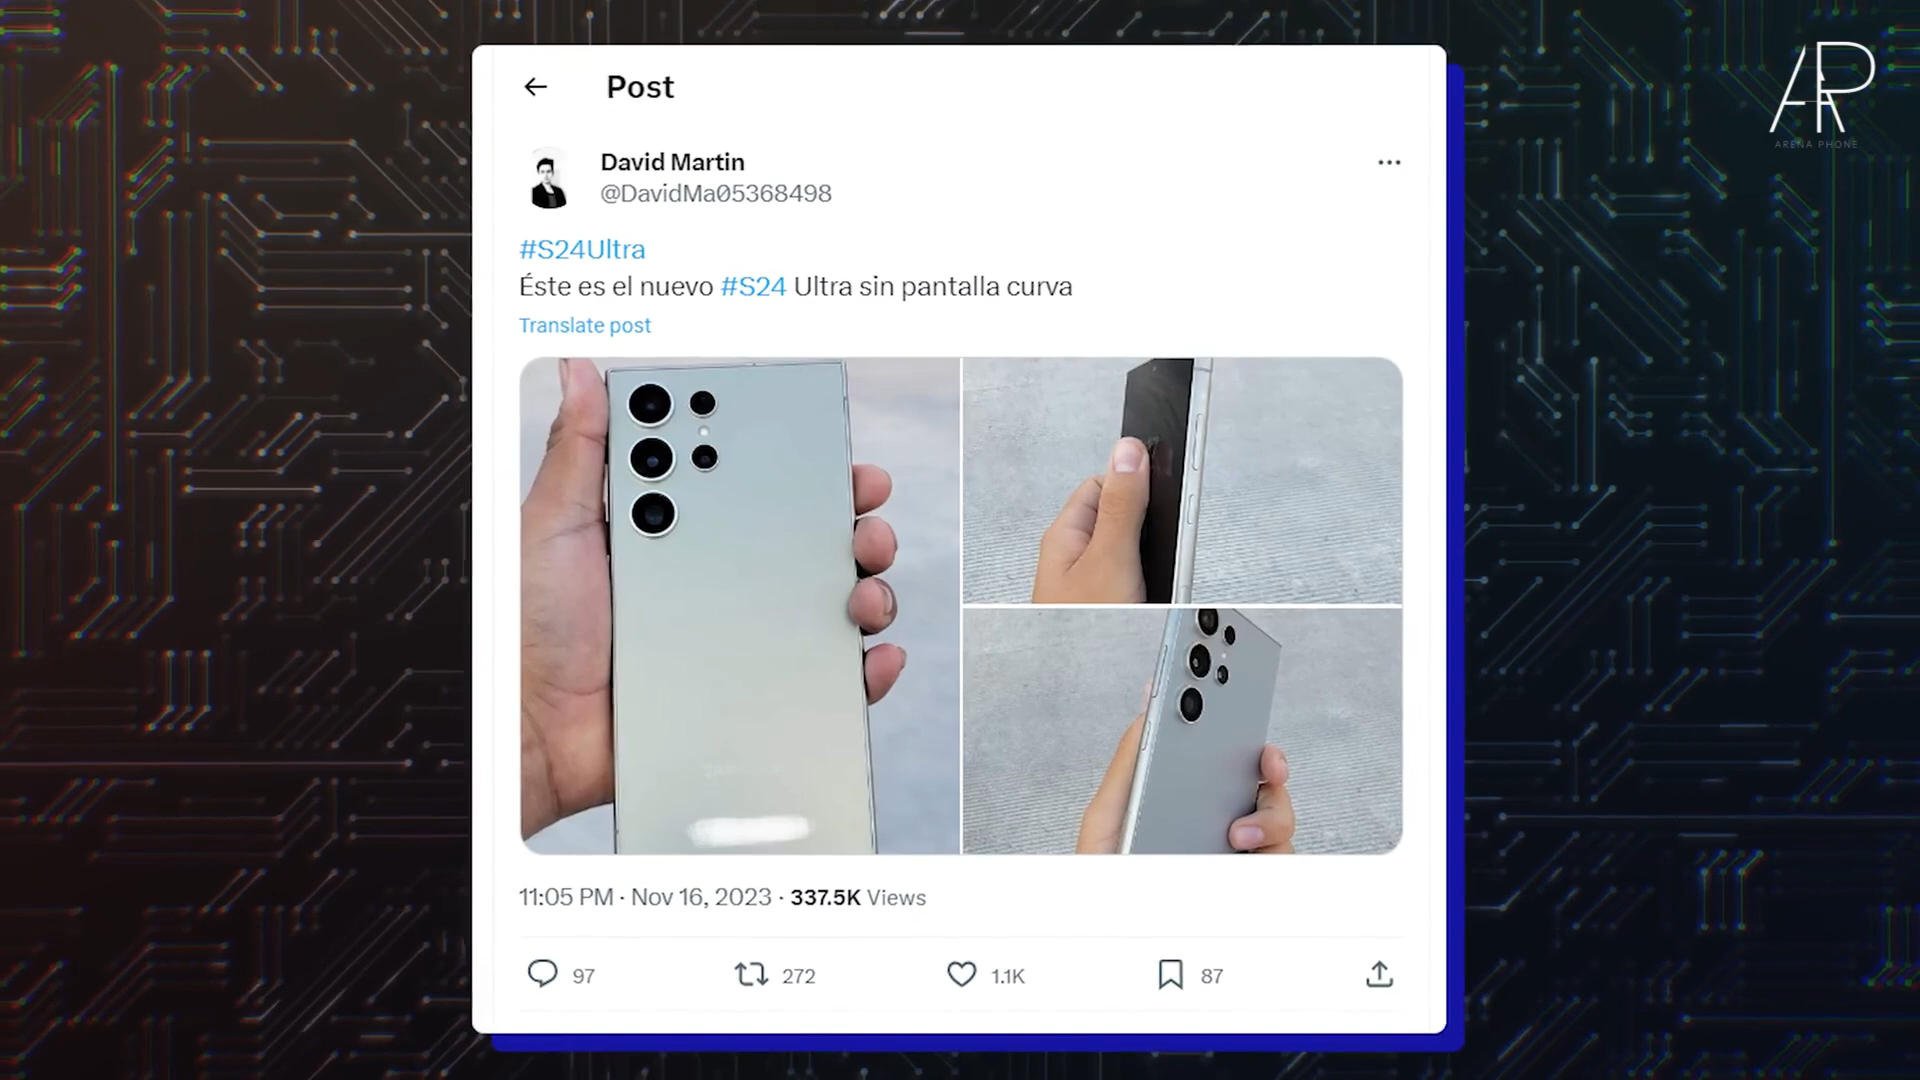 Post
David Martin
@DavidMa05368498
#S24Ultra
Éste es el nuevo #S24 Ultra sin pantalla curva
Translate post
11:05 PM · Nov 16, 2023 · 337.5K Views
97 272 1.1K 87
AP
ARENA PHONE